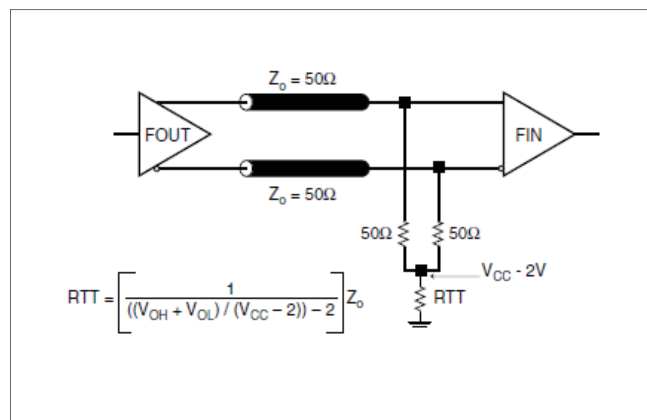 Zo = 50Ω
FOUT
FIN
Zo = 50Ω
50Ω
50Ω
VCC - 2V
RTT
RTT = [ 1 / ((VOH + VOL) / (VCC – 2)) – 2 ] Zo